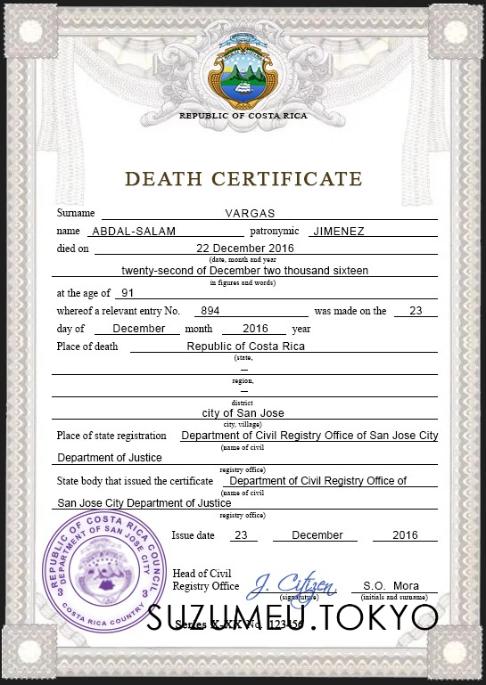 REPUBLIC OF COSTA RICA
DEATH CERTIFICATE
Surname VARGAS
name ABDAL-SALAM patronymic JIMENEZ
died on 22 December 2016
(date, month and year
twenty-second of December two thousand sixteen
in figures and words)
at the age of 91
whereof a relevant entry No. 894 was made on the 23
day of December month 2016 year
Place of death Republic of Costa Rica
(state,
—
region,
—
district
city of San Jose
city, village)
Place of state registration Department of Civil Registry Office of San Jose City
(name of civil
Department of Justice
registry office)
State body that issued the certificate Department of Civil Registry Office of
(name of civil
San Jose City Department of Justice
registry office)
REPUBLIC OF COSTA RICA COUNCIL
DEPARTMENT OF SAN JOSE CITY
3 3
COSTA RICA COUNTRY
Issue date 23 December 2016
Head of Civil
Registry Office J. Citizen S.O. Mora
(signature) (initials and surname)
SUZUMEU.TOKYO
Series X-XX No. 123456